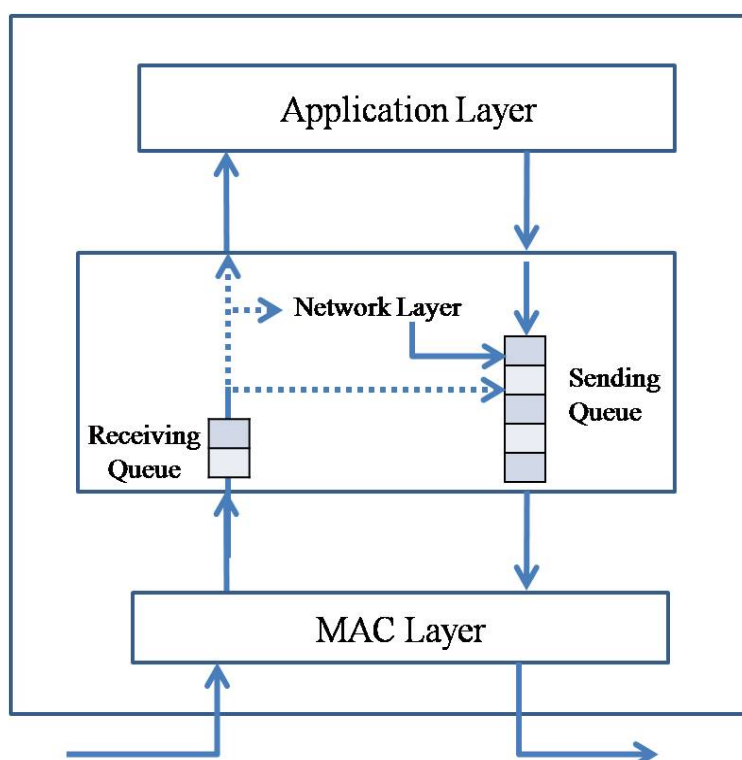 Application Layer
Network Layer
Sending
Queue
Receiving
Queue
MAC Layer